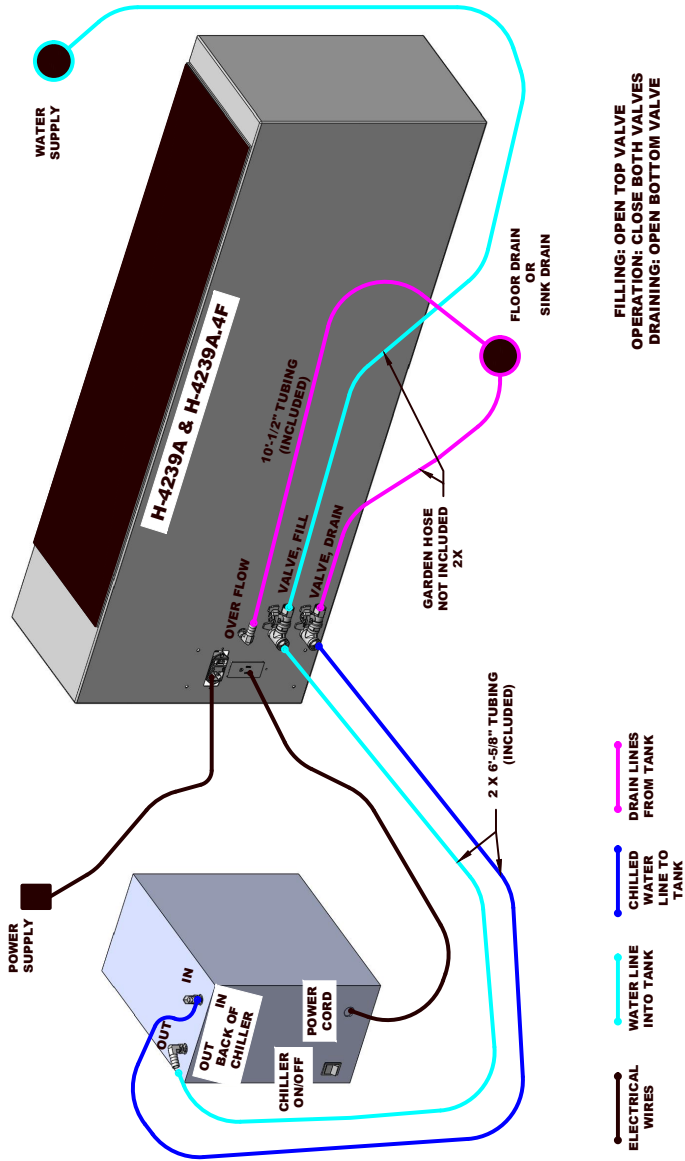 WATER
SUPPLY
H-4239A & H-4239A.4F
10'-1/2" TUBING
(INCLUDED)
OVER FLOW
VALVE, FILL
VALVE, DRAIN
FLOOR DRAIN
OR
SINK DRAIN
GARDEN HOSE
NOT INCLUDED
2X
FILLING: OPEN TOP VALVE
OPERATION: CLOSE BOTH VALVES
DRAINING: OPEN BOTTOM VALVE
POWER
SUPPLY
OUT
IN
OUT IN
BACK OF
CHILLER
POWER
CORD
CHILLER
ON/OFF
2 X 6'-5/8" TUBING
(INCLUDED)
ELECTRICAL
WIRES
WATER LINE
INTO TANK
CHILLED
WATER
LINE TO
TANK
DRAIN LINES
FROM TANK